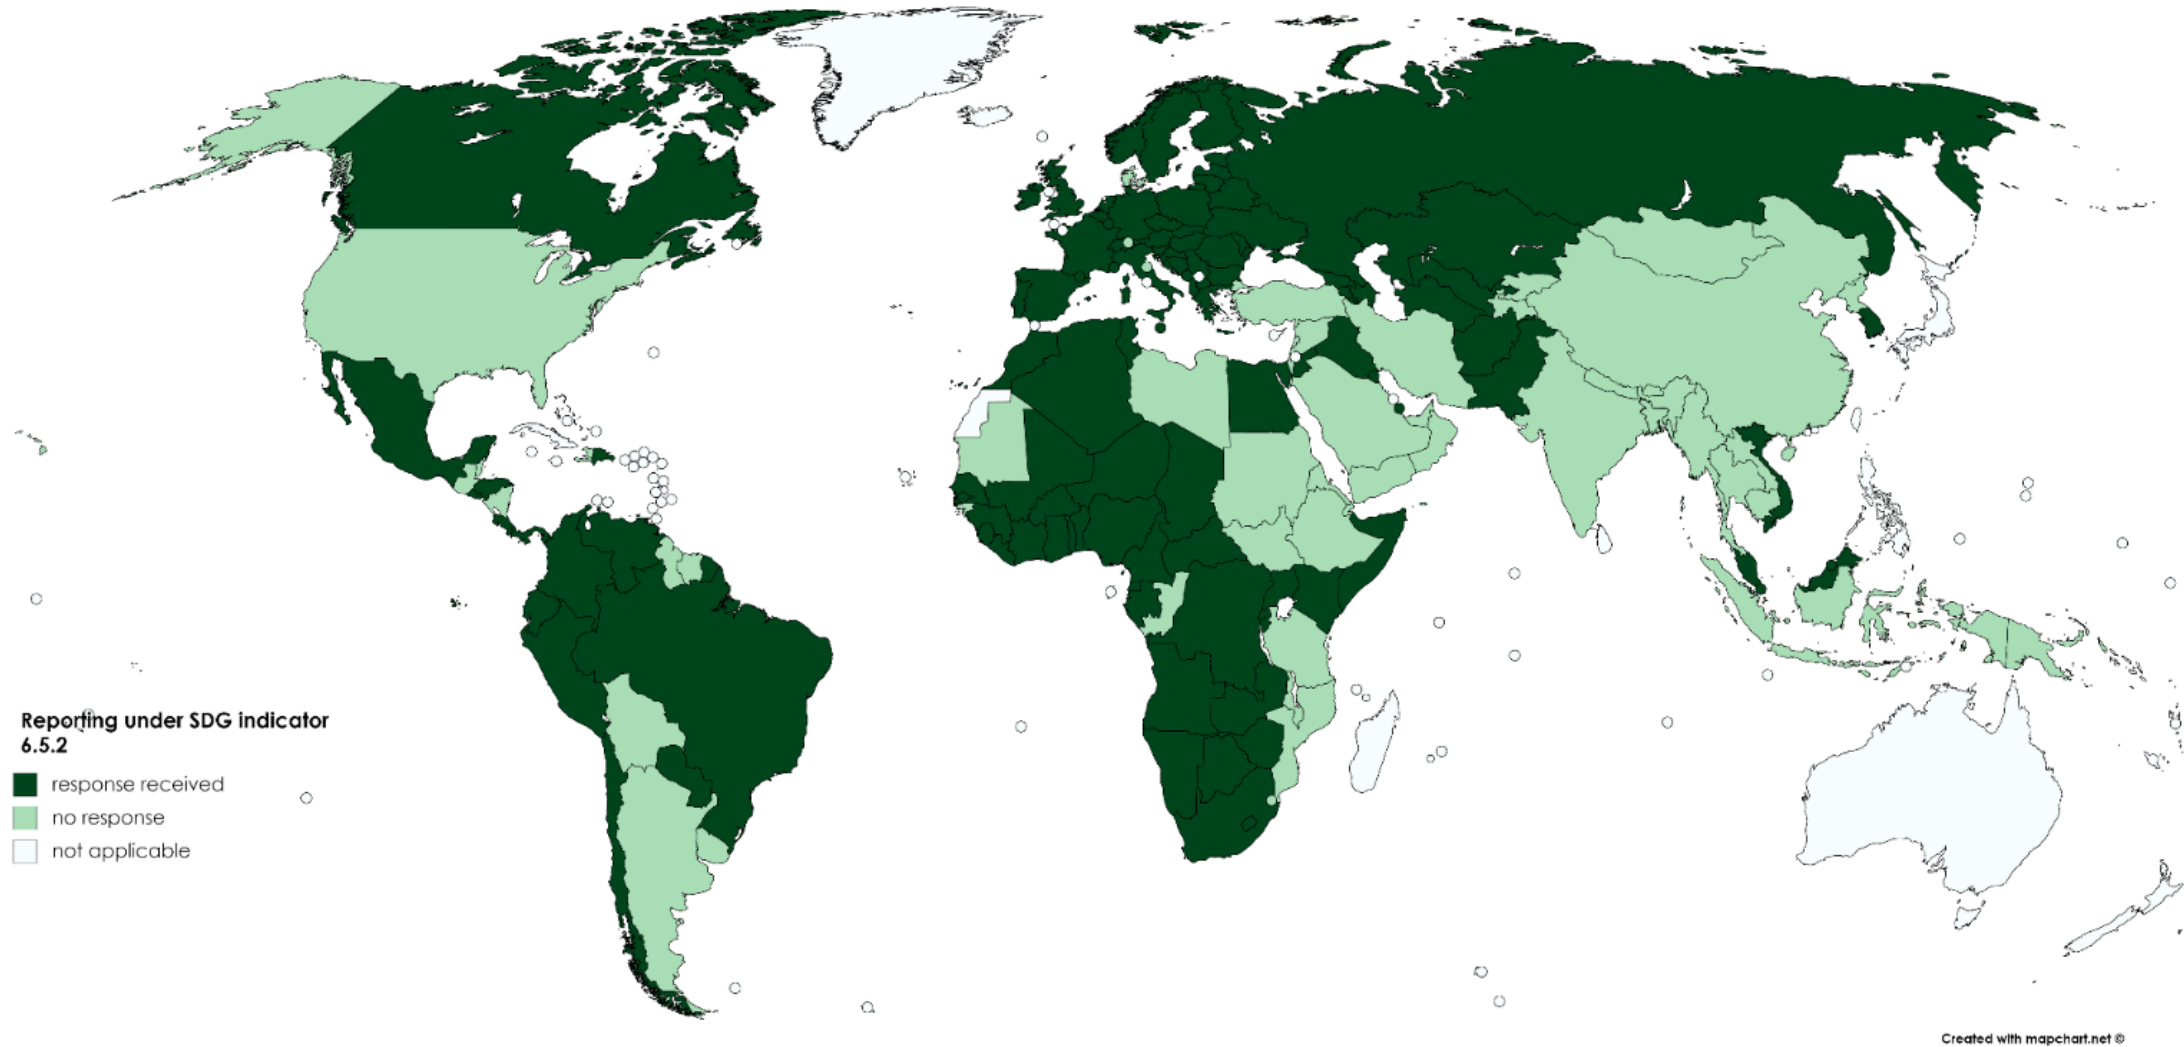 Reporting under SDG indicator
6.5.2
response received
no response
not applicable
Created with mapchart.net ©